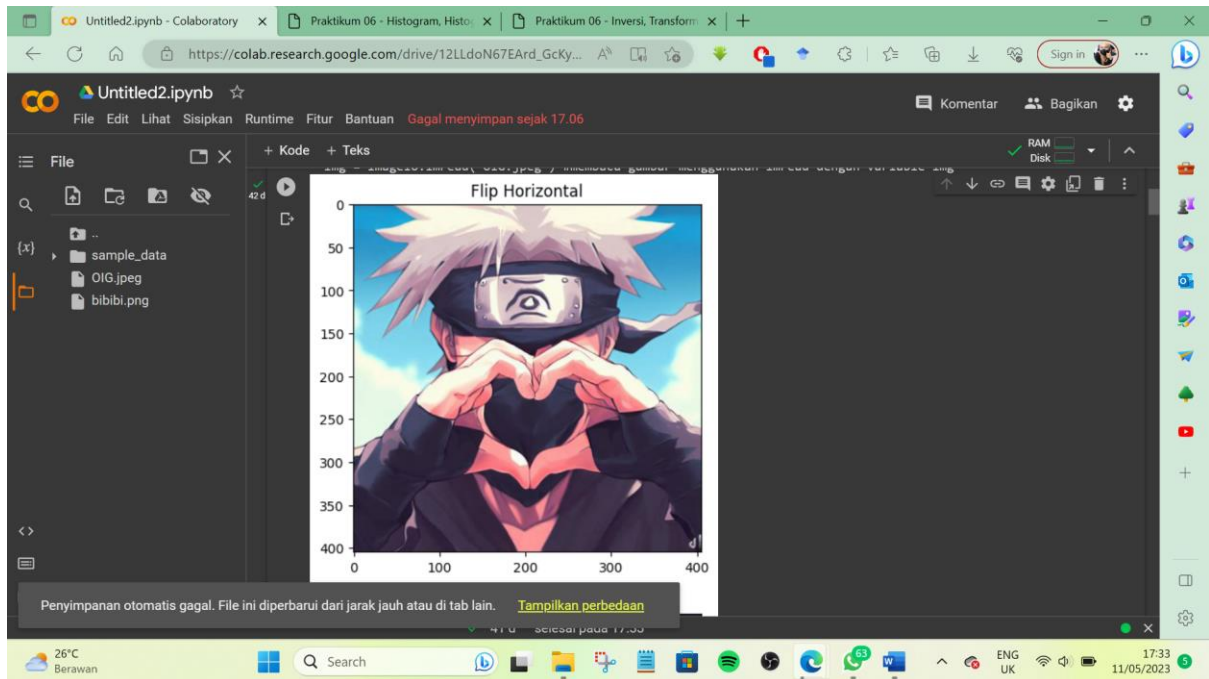 Untitled2.ipynb - Colaboratory
Praktikum 06 - Histogram, Histo
Praktikum 06 - Inversi, Transform
https://colab.research.google.com/drive/12LLdoN67EArd_GcKy...
Sign in
CO
Untitled2.ipynb
Komentar
Bagikan
File Edit Lihat Sisipkan Runtime Fitur Bantuan Gagal menyimpan sejak 17.06
File
+ Kode + Teks
RAM
Disk
42 d
Flip Horizontal
..
sample_data
OIG.jpeg
bibibi.png
{x}
0
50
100
150
200
250
300
350
400
0 100 200 300 400
Penyimpanan otomatis gagal. File ini diperbarui dari jarak jauh atau di tab lain. Tampilkan perbedaan
26°C
Berawan
Search
63
ENG
UK
17:33
11/05/2023
5